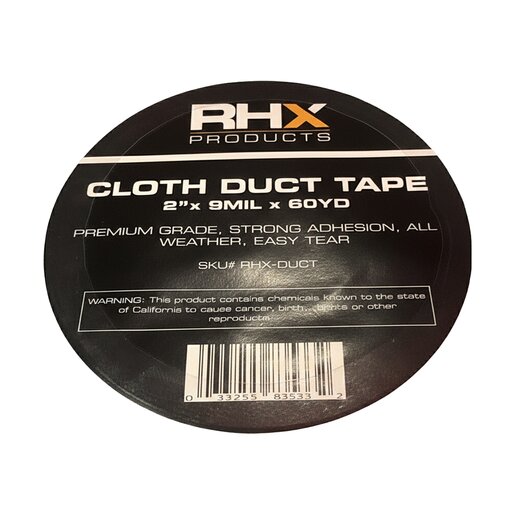 RHX
PRODUCTS
CLOTH DUCT TAPE
2"x 9MIL x 60YD
PREMIUM GRADE, STRONG ADHESION, ALL
WEATHER, EASY TEAR
SKU# RHX-DUCT
WARNING: This product contains chemicals known to the state
of California to cause cancer, birth, or other
reproductive
0 33255 83533 2